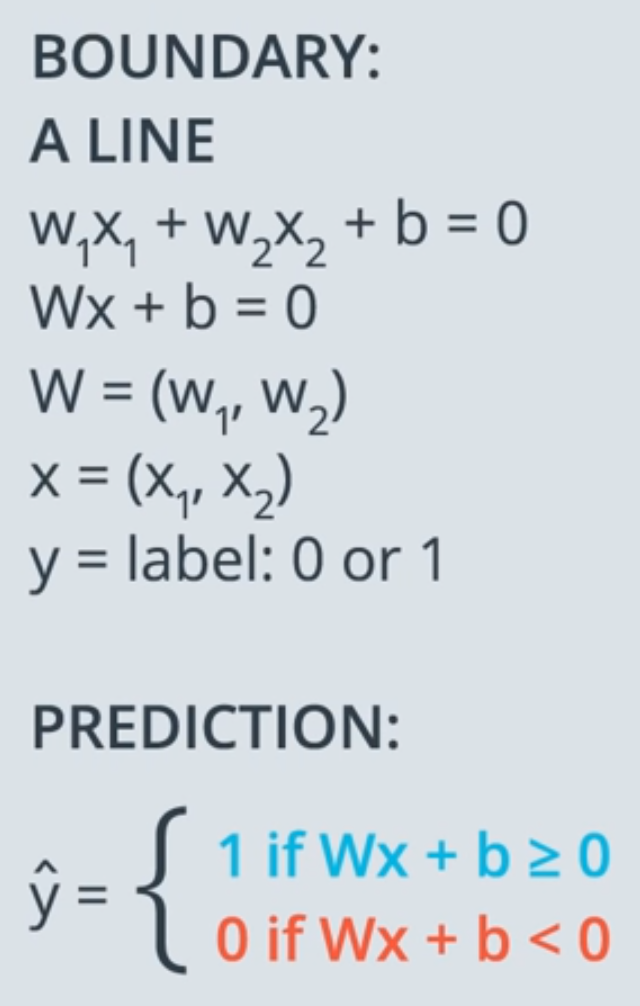 BOUNDARY:
A LINE
w₁x₁ + w₂x₂ + b = 0
Wx + b = 0
W = (w₁, w₂)
x = (x₁, x₂)
y = label: 0 or 1
PREDICTION:
ŷ = { 1 if Wx + b ≥ 0
0 if Wx + b < 0